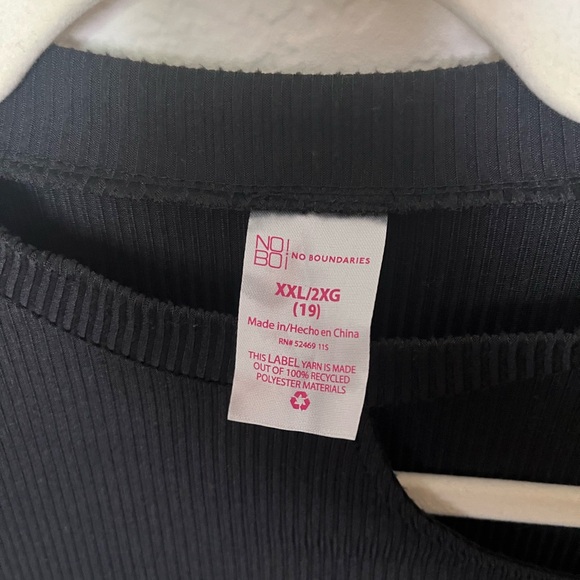 NO!
BO! NO BOUNDARIES
XXL/2XG
(19)
Made in/Hecho en China
RN# 52469 115
THIS LABEL YARN IS MADE
OUT OF 100% RECYCLED
POLYESTER MATERIALS